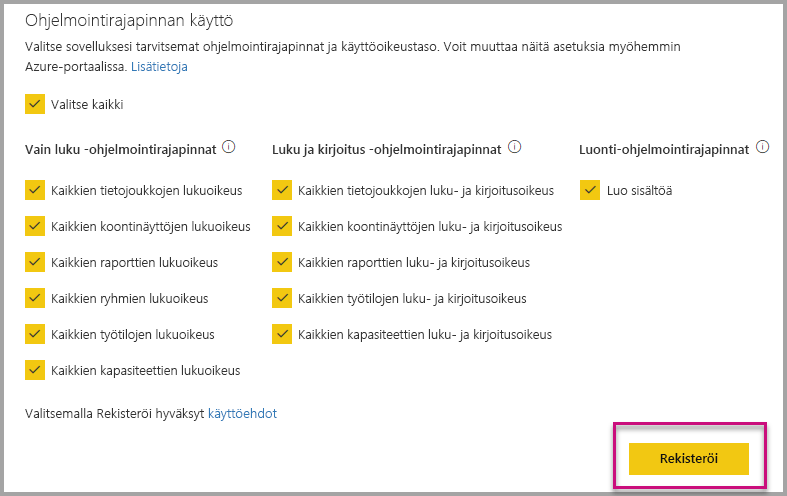 Ohjelmointirajapinnan käyttö
Valitse sovelluksesi tarvitsemat ohjelmointirajapinnat ja käyttöoikeustaso. Voit muuttaa näitä asetuksia myöhemmin
Azure-portaalissa. Lisätietoja
Valitse kaikki
Vain luku -ohjelmointirajapinnat
Kaikkien tietojoukkojen lukuoikeus
Kaikkien koontinäyttöjen lukuoikeus
Kaikkien raporttien lukuoikeus
Kaikkien ryhmien lukuoikeus
Kaikkien työtilojen lukuoikeus
Kaikkien kapasiteettien lukuoikeus
Luku ja kirjoitus -ohjelmointirajapinnat
Kaikkien tietojoukkojen luku- ja kirjoitusoikeus
Kaikkien koontinäyttöjen luku- ja kirjoitusoikeus
Kaikkien raporttien luku- ja kirjoitusoikeus
Kaikkien työtilojen luku- ja kirjoitusoikeus
Kaikkien kapasiteettien luku- ja kirjoitusoikeus
Luonti-ohjelmointirajapinnat
Luo sisältöä
Valitsemalla Rekisteröi hyväksyt käyttöehdot
Rekisteröi